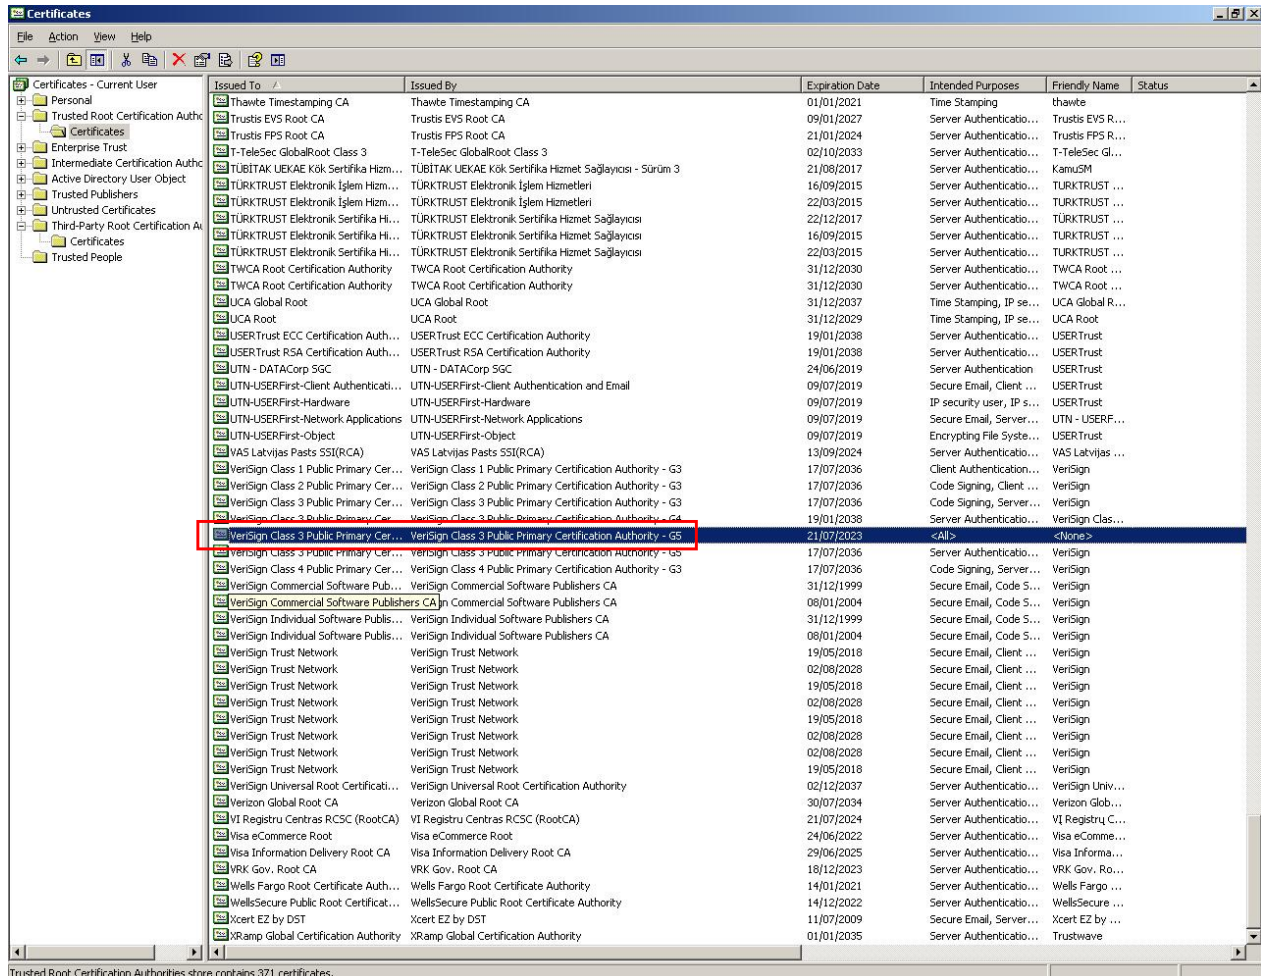 Certificates
File Action View Help
Certificates - Current User
Personal
Trusted Root Certification Autho
Certificates
Enterprise Trust
Intermediate Certification Autho
Active Directory User Object
Trusted Publishers
Untrusted Certificates
Third-Party Root Certification Au
Certificates
Trusted People
Issued To Issued By Expiration Date Intended Purposes Friendly Name Status
Thawte Timestamping CA Thawte Timestamping CA 01/01/2021 Time Stamping thawte
Trustis EVS Root CA Trustis EVS Root CA 09/01/2027 Server Authenticatio... Trustis EVS R...
Trustis FPS Root CA Trustis FPS Root CA 21/01/2024 Server Authenticatio... Trustis FPS R...
T-TeleSec GlobalRoot Class 3 T-TeleSec GlobalRoot Class 3 02/10/2033 Server Authenticatio... T-TeleSec Gl...
TÜBİTAK UEKAE Kök Sertifika Hizm... TÜBİTAK UEKAE Kök Sertifika Hizmet Sağlayıcısı - Sürüm 3 21/08/2017 Server Authenticatio... KamuSM
TÜRKTRUST Elektronik İşlem Hizm... TÜRKTRUST Elektronik İşlem Hizmetleri 16/09/2015 Server Authenticatio... TURKTRUST ...
TÜRKTRUST Elektronik İşlem Hizm... TÜRKTRUST Elektronik İşlem Hizmetleri 22/03/2015 Server Authenticatio... TURKTRUST ...
TÜRKTRUST Elektronik Sertifika Hi... TÜRKTRUST Elektronik Sertifika Hizmet Sağlayıcısı 22/12/2017 Server Authenticatio... TÜRKTRUST ...
TÜRKTRUST Elektronik Sertifika Hi... TÜRKTRUST Elektronik Sertifika Hizmet Sağlayıcısı 16/09/2015 Server Authenticatio... TURKTRUST ...
TÜRKTRUST Elektronik Sertifika Hi... TÜRKTRUST Elektronik Sertifika Hizmet Sağlayıcısı 22/03/2015 Server Authenticatio... TURKTRUST ...
TWCA Root Certification Authority TWCA Root Certification Authority 31/12/2030 Server Authenticatio... TWCA Root ...
TWCA Root Certification Authority TWCA Root Certification Authority 31/12/2030 Server Authenticatio... TWCA Root ...
UCA Global Root UCA Global Root 31/12/2037 Time Stamping, IP se... UCA Global R...
UCA Root UCA Root 31/12/2029 Time Stamping, IP se... UCA Root
USERTrust ECC Certification Auth... USERTrust ECC Certification Authority 19/01/2038 Server Authenticatio... USERTrust
USERTrust RSA Certification Auth... USERTrust RSA Certification Authority 19/01/2038 Server Authenticatio... USERTrust
UTN - DATACorp SGC UTN - DATACorp SGC 24/06/2019 Server Authentication USERTrust
UTN-USERFirst-Client Authenticati... UTN-USERFirst-Client Authentication and Email 09/07/2019 Secure Email, Client ... USERTrust
UTN-USERFirst-Hardware UTN-USERFirst-Hardware 09/07/2019 IP security user, IP s... USERTrust
UTN-USERFirst-Network Applications UTN-USERFirst-Network Applications 09/07/2019 Secure Email, Server... UTN - USERF...
UTN-USERFirst-Object UTN-USERFirst-Object 09/07/2019 Encrypting File Syste... USERTrust
VAS Latvijas Pasts SSI(RCA) VAS Latvijas Pasts SSI(RCA) 13/09/2024 Server Authenticatio... VAS Latvijas ...
VeriSign Class 1 Public Primary Cer... VeriSign Class 1 Public Primary Certification Authority - G3 17/07/2036 Client Authentication... VeriSign
VeriSign Class 2 Public Primary Cer... VeriSign Class 2 Public Primary Certification Authority - G3 17/07/2036 Code Signing, Client ... VeriSign
VeriSign Class 3 Public Primary Cer... VeriSign Class 3 Public Primary Certification Authority - G3 17/07/2036 Code Signing, Server... VeriSign
VeriSign Class 3 Public Primary Cer... VeriSign Class 3 Public Primary Certification Authority - G4 19/01/2038 Server Authenticatio... VeriSign Clas...
VeriSign Class 3 Public Primary Cer... VeriSign Class 3 Public Primary Certification Authority - G5 21/07/2023 <All> <None>
VeriSign Class 3 Public Primary Cer... VeriSign Class 3 Public Primary Certification Authority - G5 17/07/2036 Server Authenticatio... VeriSign
VeriSign Class 4 Public Primary Cer... VeriSign Class 4 Public Primary Certification Authority - G3 17/07/2036 Code Signing, Server... VeriSign
VeriSign Commercial Software Pub... VeriSign Commercial Software Publishers CA 31/12/1999 Secure Email, Code S... VeriSign
VeriSign Commercial Software Publishers CA n Commercial Software Publishers CA 08/01/2004 Secure Email, Code S... VeriSign
VeriSign Individual Software Publis... VeriSign Individual Software Publishers CA 31/12/1999 Secure Email, Code S... VeriSign
VeriSign Individual Software Publis... VeriSign Individual Software Publishers CA 08/01/2004 Secure Email, Code S... VeriSign
VeriSign Trust Network VeriSign Trust Network 19/05/2018 Secure Email, Client ... VeriSign
VeriSign Trust Network VeriSign Trust Network 02/08/2028 Secure Email, Client ... VeriSign
VeriSign Trust Network VeriSign Trust Network 19/05/2018 Secure Email, Client ... VeriSign
VeriSign Trust Network VeriSign Trust Network 02/08/2028 Secure Email, Client ... VeriSign
VeriSign Trust Network VeriSign Trust Network 19/05/2018 Secure Email, Client ... VeriSign
VeriSign Trust Network VeriSign Trust Network 02/08/2028 Secure Email, Client ... VeriSign
VeriSign Trust Network VeriSign Trust Network 02/08/2028 Secure Email, Client ... VeriSign
VeriSign Trust Network VeriSign Trust Network 19/05/2018 Secure Email, Client ... VeriSign
VeriSign Universal Root Certificati... VeriSign Universal Root Certification Authority 02/12/2037 Server Authenticatio... VeriSign Univ...
Verizon Global Root CA Verizon Global Root CA 30/07/2034 Server Authenticatio... Verizon Glob...
VI Registru Centras RCSC (RootCA) VI Registru Centras RCSC (RootCA) 21/07/2024 Server Authenticatio... VĮ Registrų C...
Visa eCommerce Root Visa eCommerce Root 24/06/2022 Server Authenticatio... Visa eComme...
Visa Information Delivery Root CA Visa Information Delivery Root CA 29/06/2025 Server Authenticatio... Visa Informa...
VRK Gov. Root CA VRK Gov. Root CA 18/12/2023 Server Authenticatio... VRK Gov. Ro...
Wells Fargo Root Certificate Auth... Wells Fargo Root Certificate Authority 14/01/2021 Server Authenticatio... Wells Fargo ...
WellsSecure Public Root Certificat... WellsSecure Public Root Certificate Authority 14/12/2022 Server Authenticatio... WellsSecure ...
Xcert EZ by DST Xcert EZ by DST 11/07/2009 Secure Email, Server... Xcert EZ by ...
XRamp Global Certification Authority XRamp Global Certification Authority 01/01/2035 Server Authenticatio... Trustwave
Trusted Root Certification Authorities store contains 371 certificates.